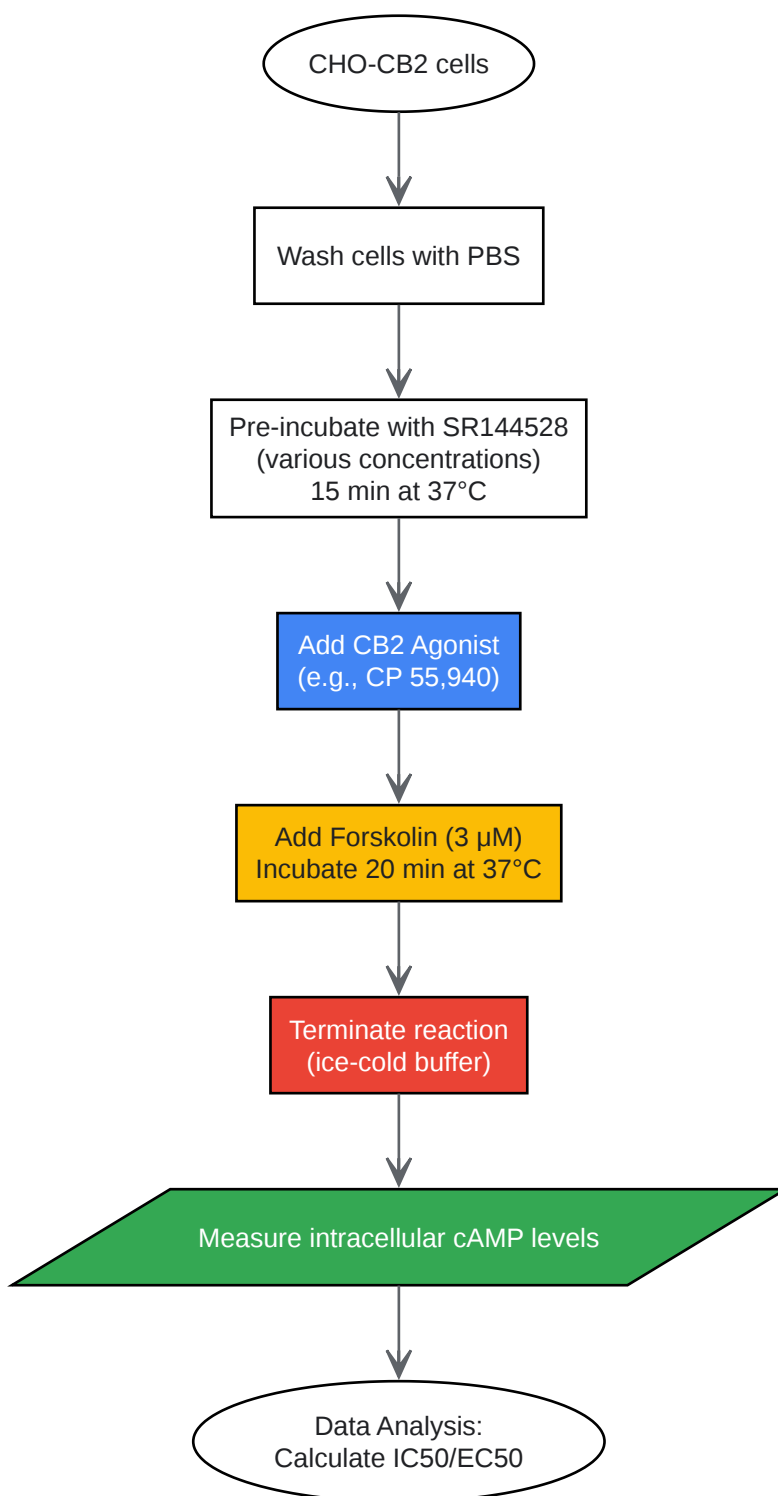 CHO-CB2 cells
Wash cells with PBS
Pre-incubate with SR144528
(various concentrations)
15 min at 37°C
Add CB2 Agonist
(e.g., CP 55,940)
Add Forskolin (3 µM)
Incubate 20 min at 37°C
Terminate reaction
(ice-cold buffer)
Measure intracellular cAMP levels
Data Analysis:
Calculate IC50/EC50